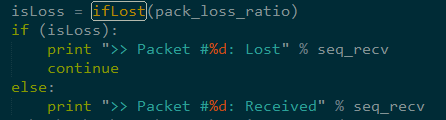 isLoss = ifLost(pack_loss_ratio)
if (isLoss):
    print ">> Packet #%d: Lost" % seq_recv
    continue
else:
    print ">> Packet #%d: Received" % seq_recv